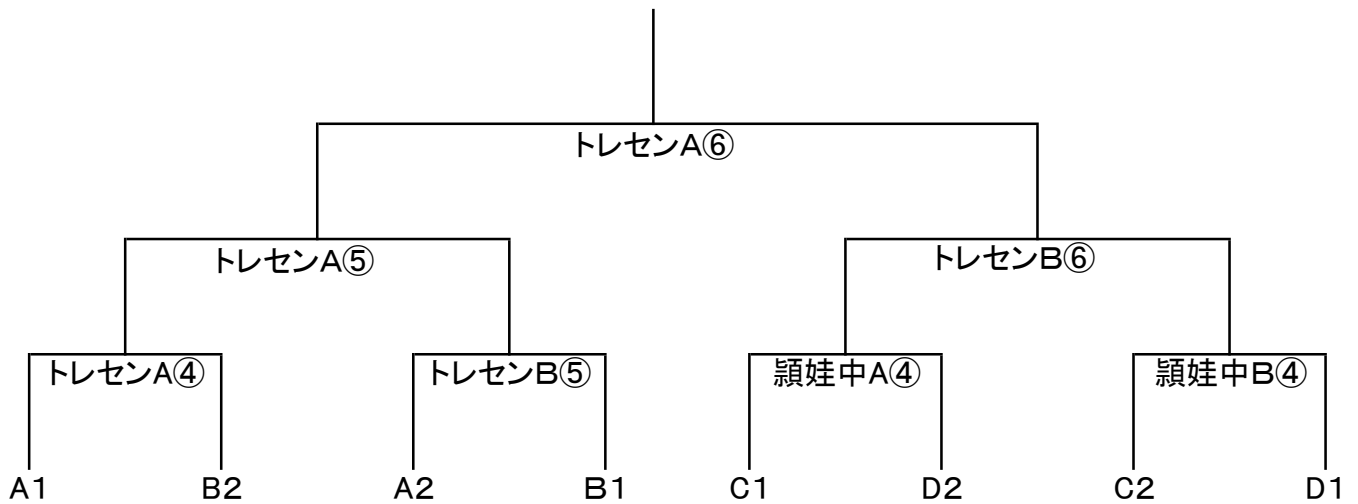 トレセンA⑥
トレセンA⑤
トレセンB⑥
トレセンA④
トレセンB⑤
頴娃中A④
頴娃中B④
A1
B2
A2
B1
C1
D2
C2
D1